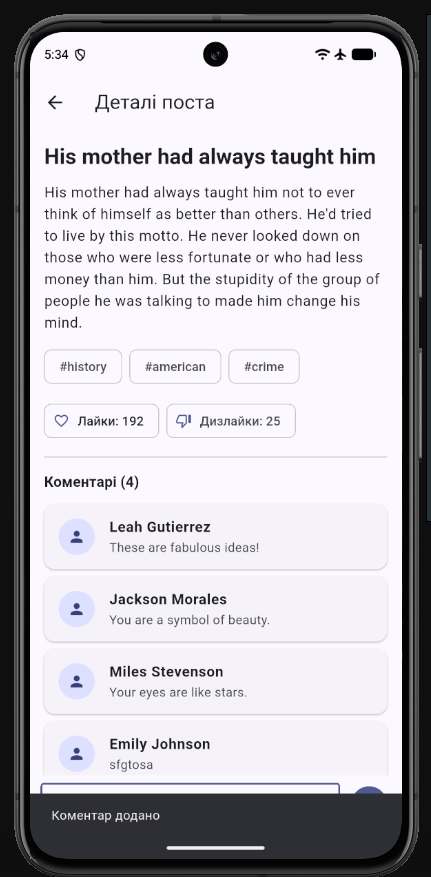 5:34
Деталі поста
His mother had always taught him
His mother had always taught him not to ever
think of himself as better than others. He'd tried
to live by this motto. He never looked down on
those who were less fortunate or who had less
money than him. But the stupidity of the group of
people he was talking to made him change his
mind.
#history #american #crime
Лайки: 192 Дизлайки: 25
Коментарі (4)
Leah Gutierrez
These are fabulous ideas!
Jackson Morales
You are a symbol of beauty.
Miles Stevenson
Your eyes are like stars.
Emily Johnson
sfgtosa
Коментар додано